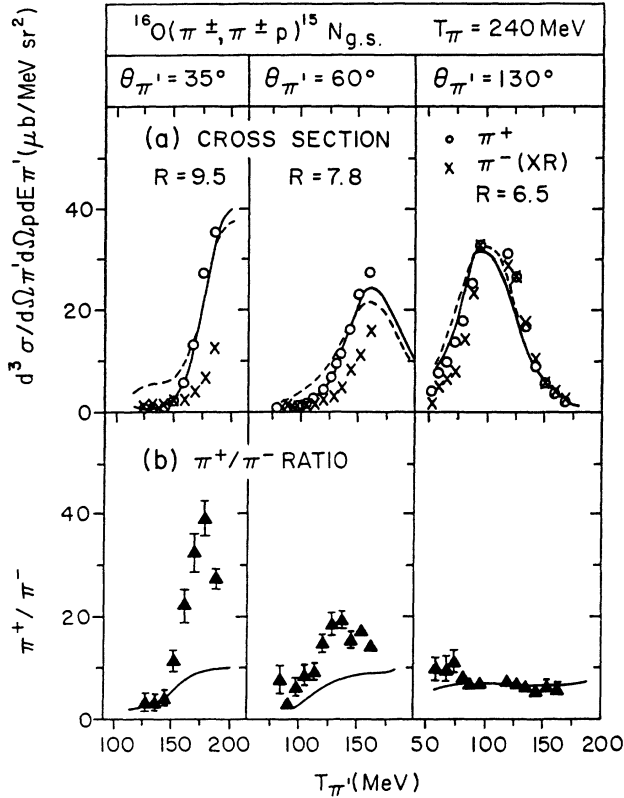 ¹⁶O(π ±, π ± p)¹⁵ N g.s. Tπ = 240 MeV
θπ' = 35° θπ' = 60° θπ' = 130°
(a) CROSS SECTION
o π⁺
x π⁻(XR)
R = 9.5 R = 7.8 R = 6.5
d³ σ/dΩπ'dΩpdEπ'(μb/MeV sr²)
40
20
0
(b) π⁺/π⁻ RATIO
π⁺/π⁻
40
20
0
100 150 200 100 150 50 100 150 200
Tπ'(MeV)